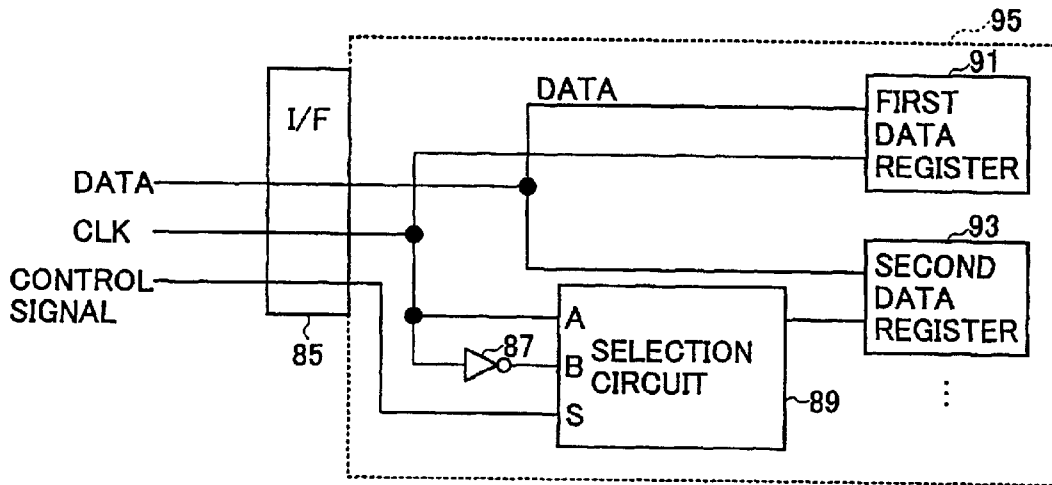 95
91
I/F
DATA
FIRST
DATA
REGISTER
DATA
CLK
93
CONTROL
SIGNAL
SECOND
DATA
REGISTER
85
87
A
B
S
SELECTION
CIRCUIT
89
⋮